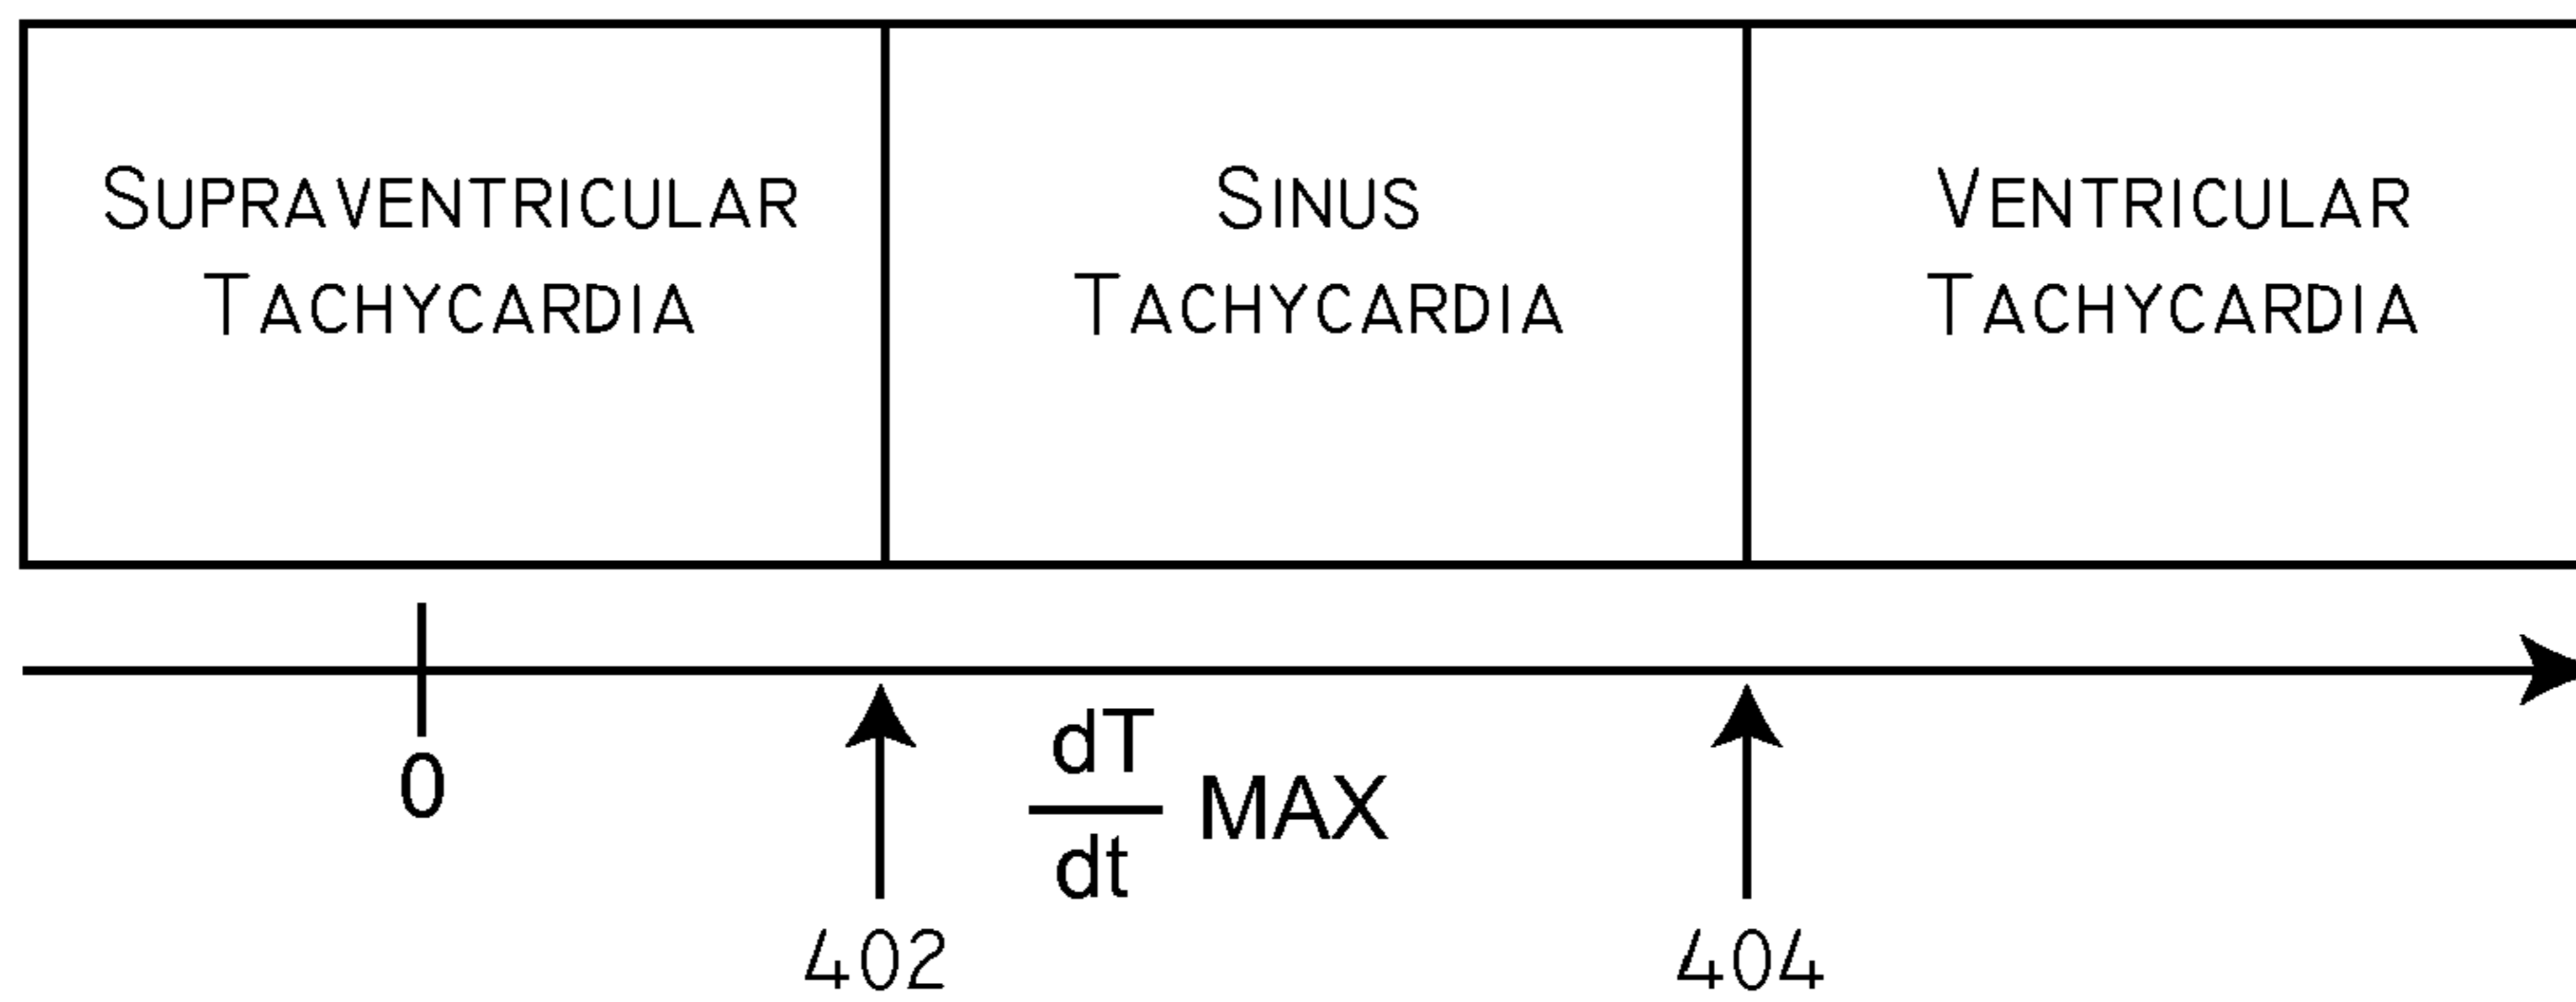 SUPRAVENTRICULAR
TACHYCARDIA
SINUS
TACHYCARDIA
VENTRICULAR
TACHYCARDIA
0
dT
dt
MAX
402
404